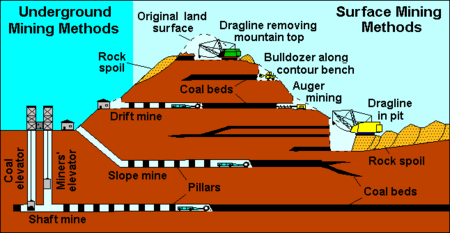 Underground
Mining Methods
Surface Mining
Methods
Original land
surface
Dragline removing
mountain top
Rock
spoil
Bulldozer along
contour bench
Coal beds
Auger
mining
Dragline
in pit
Drift mine
Coal
elevator
Miners'
elevator
Slope mine
Rock spoil
Pillars
Coal beds
Shaft mine